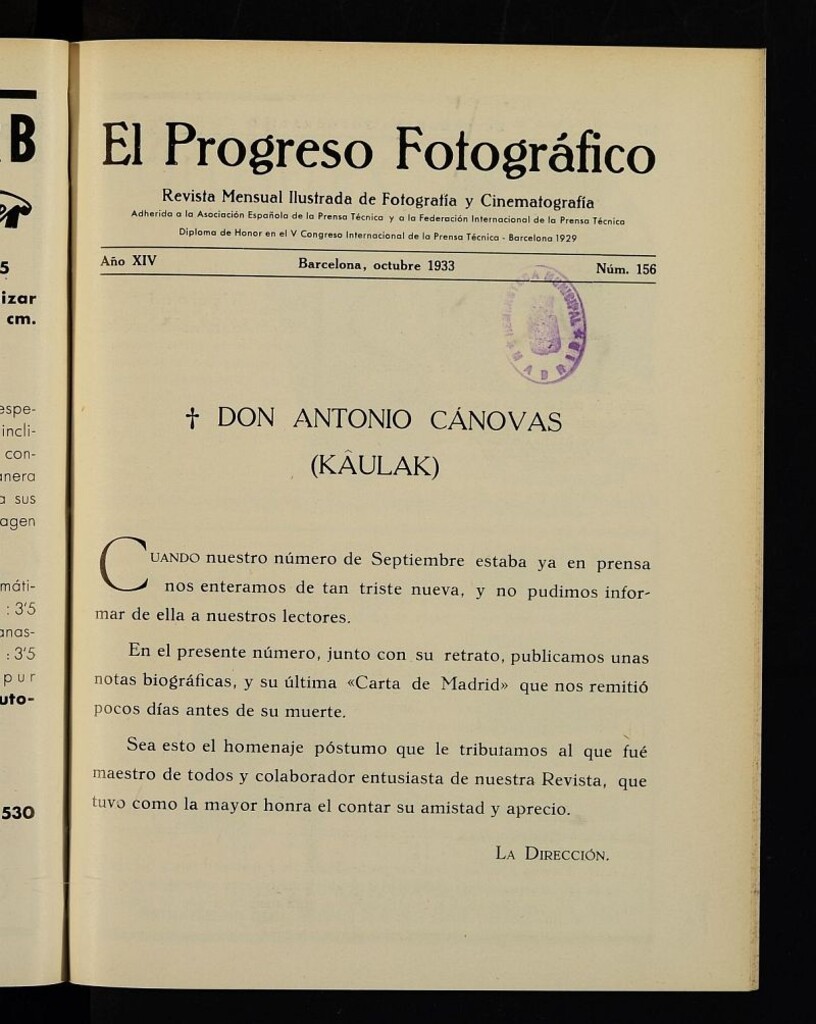 B
er
5
izar
cm.
espe-
incli-
con-
nera
a sus
agen
máti-
: 3'5
anas-
: 3'5
pur
uto-
530
El Progreso Fotográfico
Revista Mensual Ilustrada de Fotografía y Cinematografía
Adherida a la Asociación Española de la Prensa Técnica y a la Federación Internacional de la Prensa Técnica
Diploma de Honor en el V Congreso Internacional de la Prensa Técnica - Barcelona 1929
Año XIV Barcelona, octubre 1933 Núm. 156
HEMEROTECA MUNICIPAL
★ MADRID ★
† DON ANTONIO CÁNOVAS
(KÂULAK)
CUANDO nuestro número de Septiembre estaba ya en prensa
nos enteramos de tan triste nueva, y no pudimos infor-
mar de ella a nuestros lectores.
En el presente número, junto con su retrato, publicamos unas
notas biográficas, y su última «Carta de Madrid» que nos remitió
pocos días antes de su muerte.
Sea esto el homenaje póstumo que le tributamos al que fué
maestro de todos y colaborador entusiasta de nuestra Revista, que
tuvo como la mayor honra el contar su amistad y aprecio.
LA DIRECCIÓN.